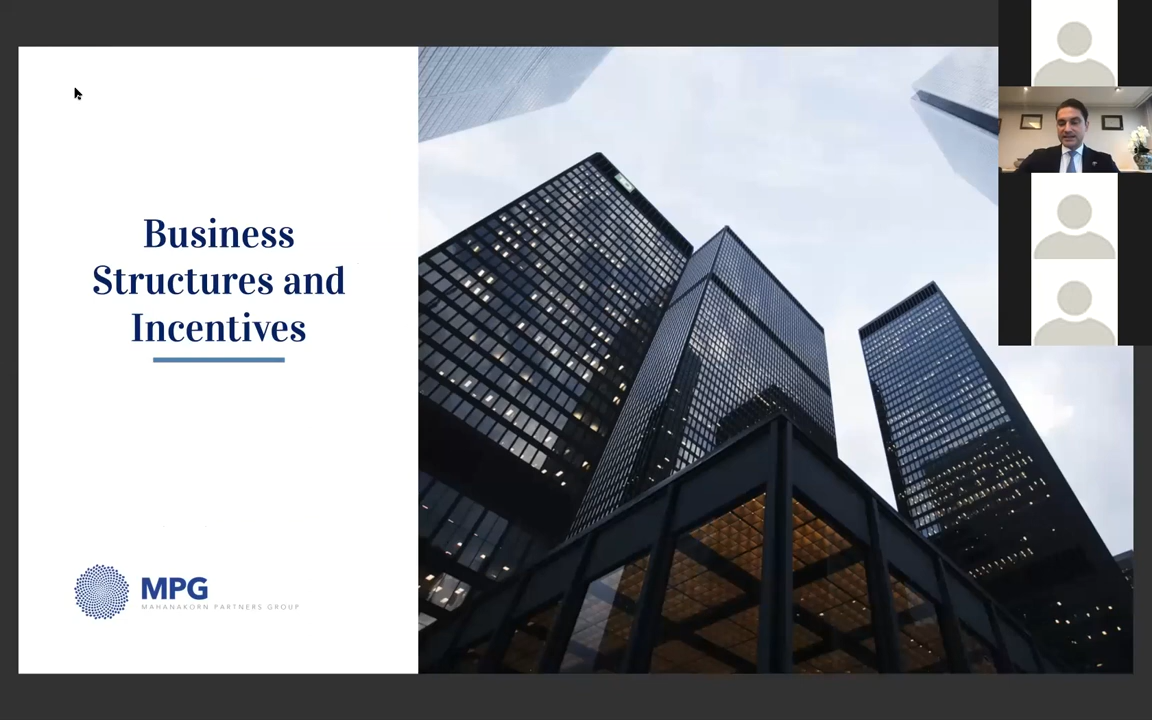 Business
Structures and
Incentives
MPG
MAHANAKORN PARTNERS GROUP